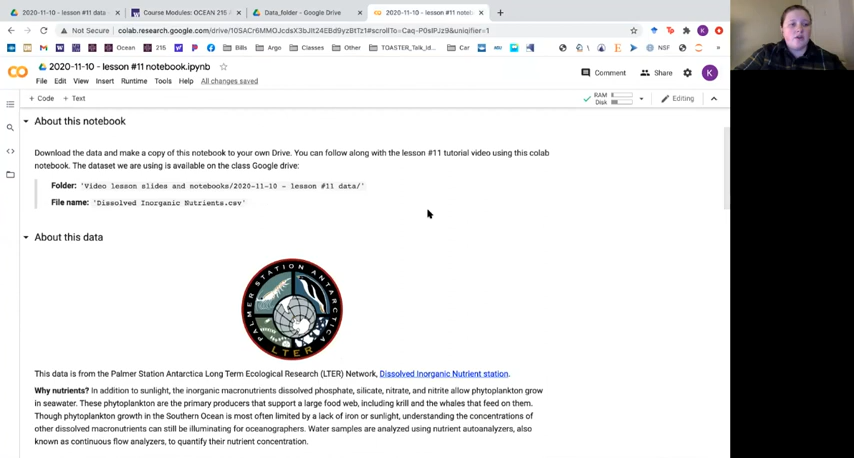 2020-11-10 - lesson #11 data
Course Modules: OCEAN 215
Data_folder - Google Drive
2020-11-10 - lesson #11 note
Not Secure
colab.research.google.com/drive/10SACr6MMOJcdsX3bJIt24EBd9yzBtTz1#scrollTo=Caq-P0sIPJz9&uniqifier=1
Ocean
215
Bills
Argo
Classes
Other
TOASTER_Talk_Id...
Car
NSF
2020-11-10 - lesson #11 notebook.ipynb
Comment
Share
K
File Edit View Insert Runtime Tools Help All changes saved
+ Code + Text
RAM
Disk
Editing
About this notebook
Download the data and make a copy of this notebook to your own Drive. You can follow along with the lesson #11 tutorial video using this colab
notebook. The dataset we are using is available on the class Google drive:
Folder: 'Video lesson slides and notebooks/2020-11-10 - lesson #11 data/'
File name: 'Dissolved Inorganic Nutrients.csv'
About this data
PALMER STATION ANTARCTICA
LTER
This data is from the Palmer Station Antarctica Long Term Ecological Research (LTER) Network, Dissolved Inorganic Nutrient station.
Why nutrients? In addition to sunlight, the inorganic macronutrients dissolved phosphate, silicate, nitrate, and nitrite allow phytoplankton grow
in seawater. These phytoplankton are the primary producers that support a large food web, including krill and the whales that feed on them.
Though phytoplankton growth in the Southern Ocean is most often limited by a lack of iron or sunlight, understanding the concentrations of
other dissolved macronutrients can still be illuminating for oceanographers. Water samples are analyzed using nutrient autoanalyzers, also
known as continuous flow analyzers, to quantify their nutrient concentration.